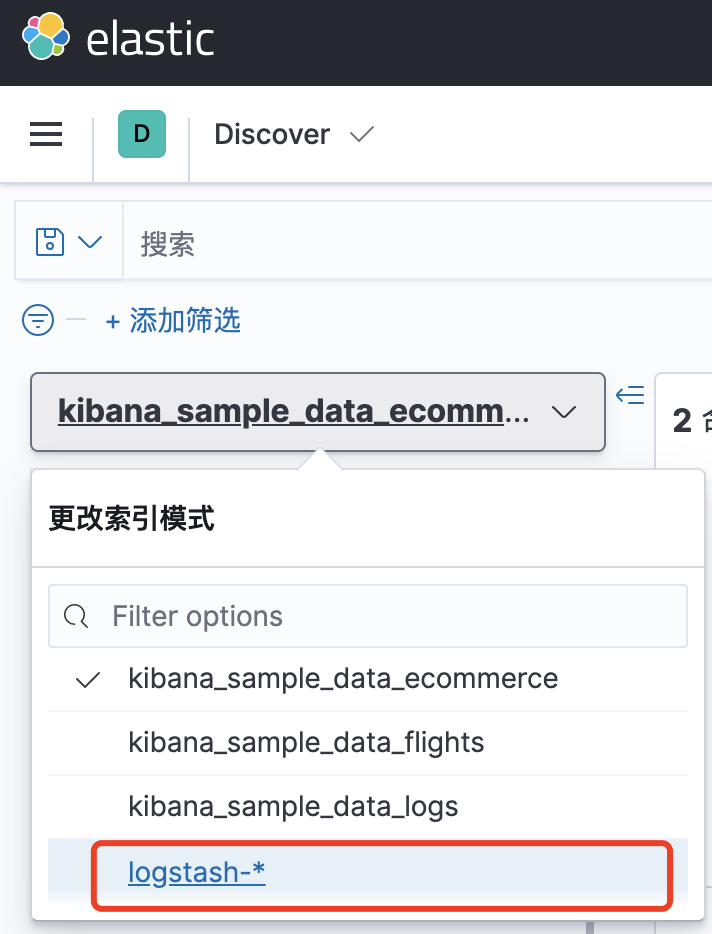 elastic
D Discover
搜索
+ 添加筛选
kibana_sample_data_ecomm...
2
更改索引模式
Filter options
kibana_sample_data_ecommerce
kibana_sample_data_flights
kibana_sample_data_logs
logstash-*